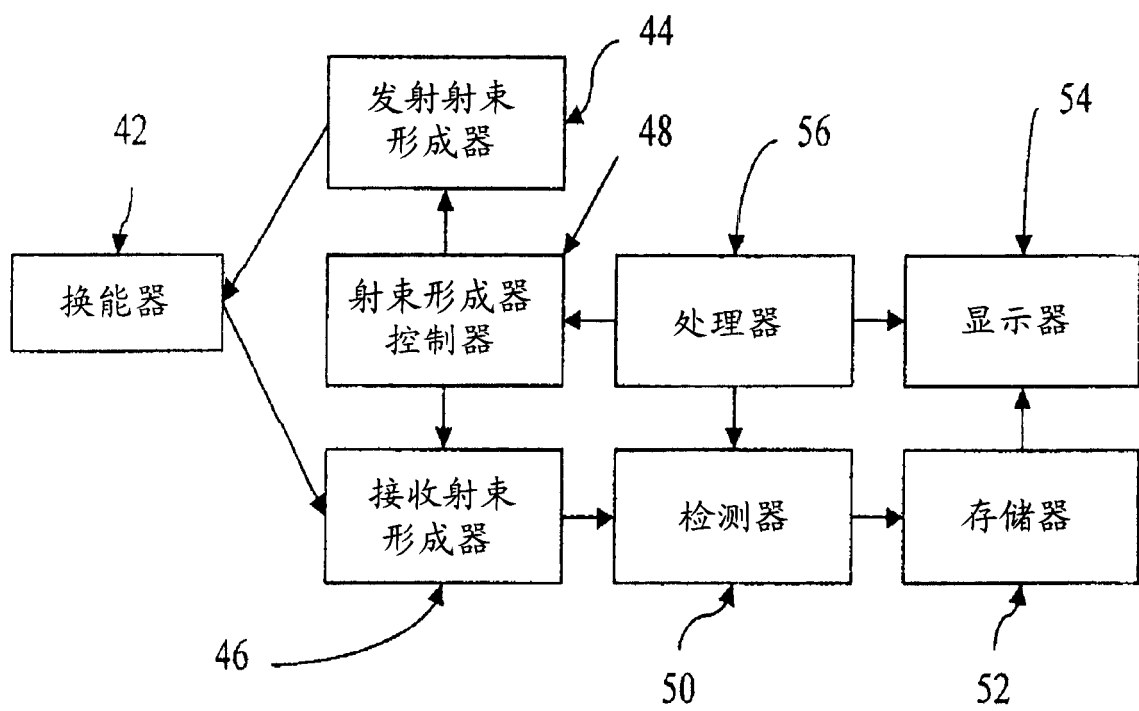 44
发射射束
形成器
42
48
56
54
换能器
射束形成器
控制器
处理器
显示器
接收射束
形成器
检测器
存储器
46
50
52